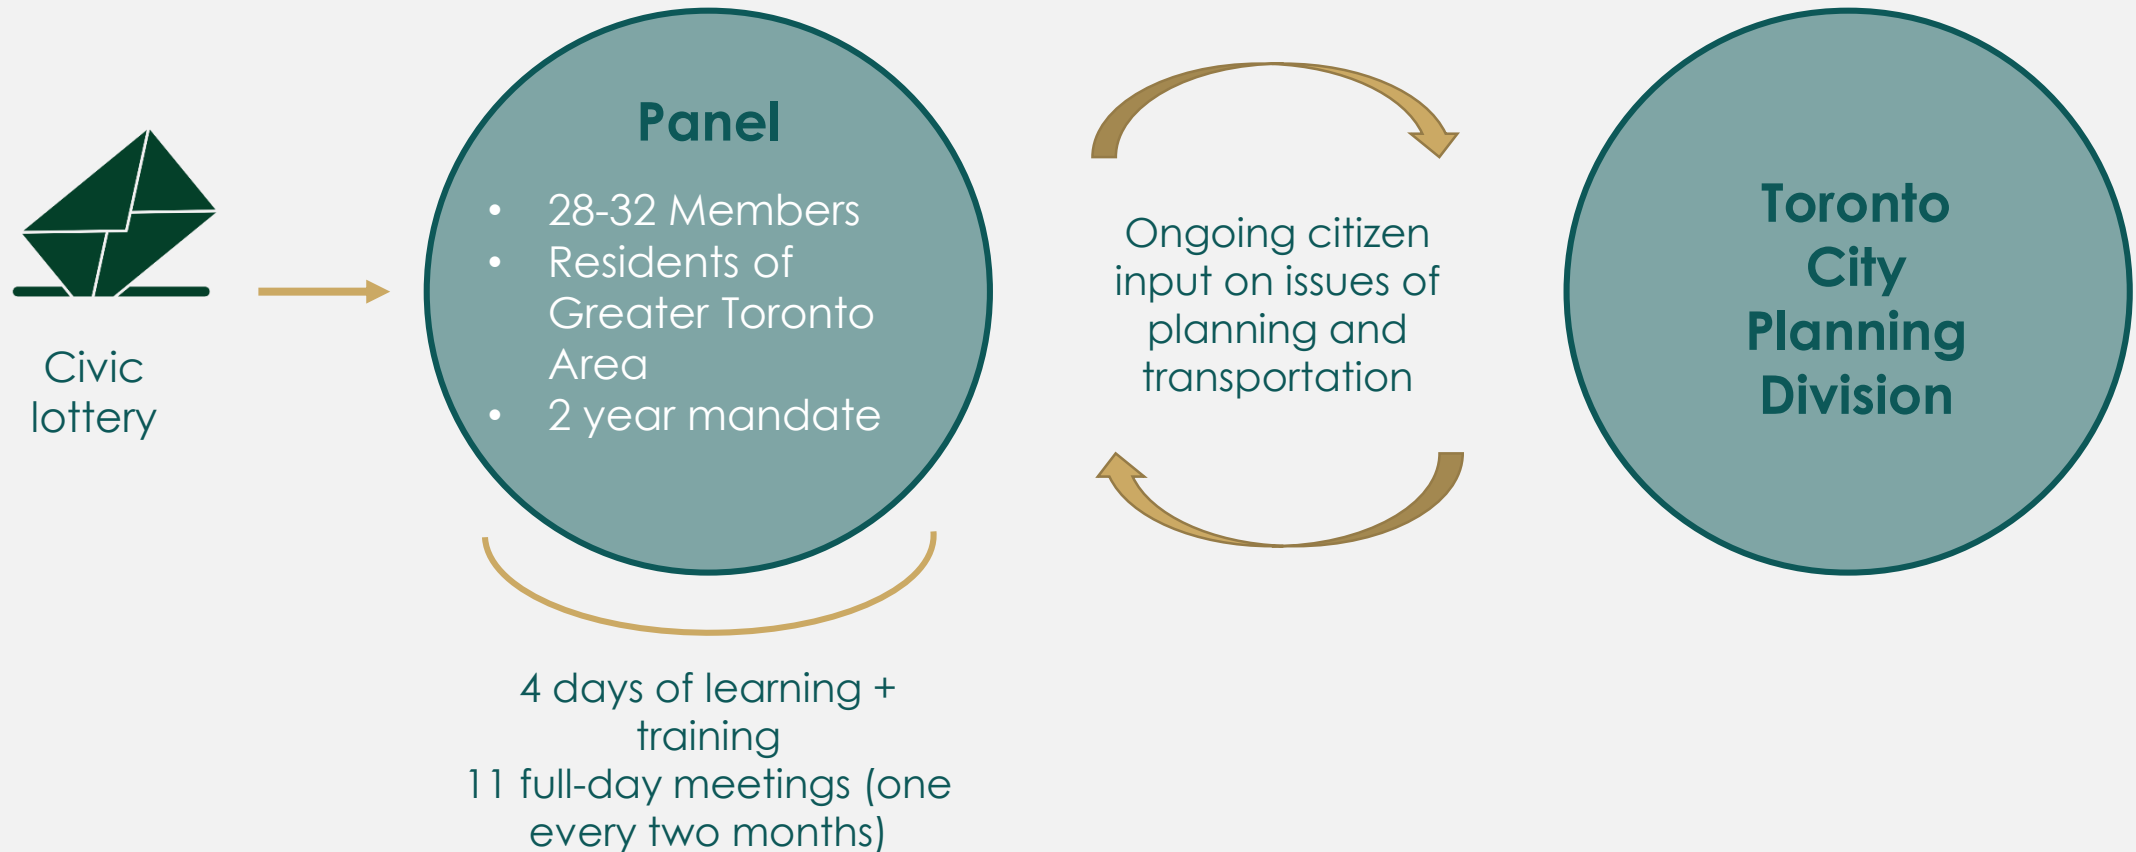 Civic
lottery
Panel
• 28-32 Members
• Residents of
Greater Toronto
Area
• 2 year mandate
4 days of learning +
training
11 full-day meetings (one
every two months)
Ongoing citizen
input on issues of
planning and
transportation
Toronto
City
Planning
Division